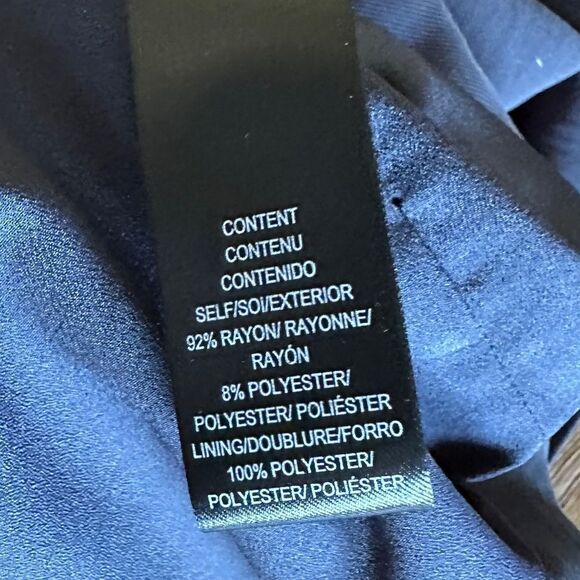 CONTENT
CONTENU
CONTENIDO
SELF/SOI/EXTERIOR
92% RAYON/ RAYONNE/
RAYÓN
8% POLYESTER/
POLYESTER/ POLIÉSTER
LINING/DOUBLURE/FORRO
100% POLYESTER/
POLYESTER/ POLIÉSTER